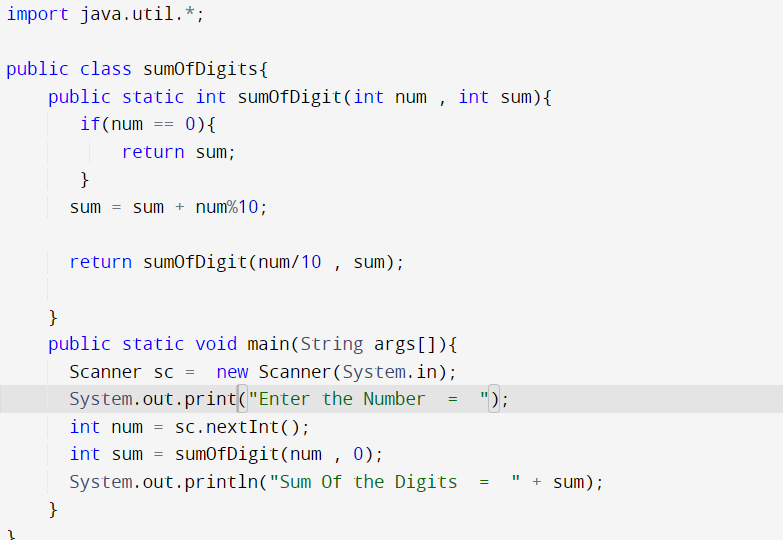 import java.util.*;
public class sumOfDigits{
public static int sumOfDigit(int num , int sum){
if(num == 0){
return sum;
}
sum = sum + num%10;
return sumOfDigit(num/10 , sum);
}
public static void main(String args[]){
Scanner sc =  new Scanner(System.in);
System.out.print("Enter the Number  =  ");
int num = sc.nextInt();
int sum = sumOfDigit(num , 0);
System.out.println("Sum Of the Digits  =  " + sum);
}
}